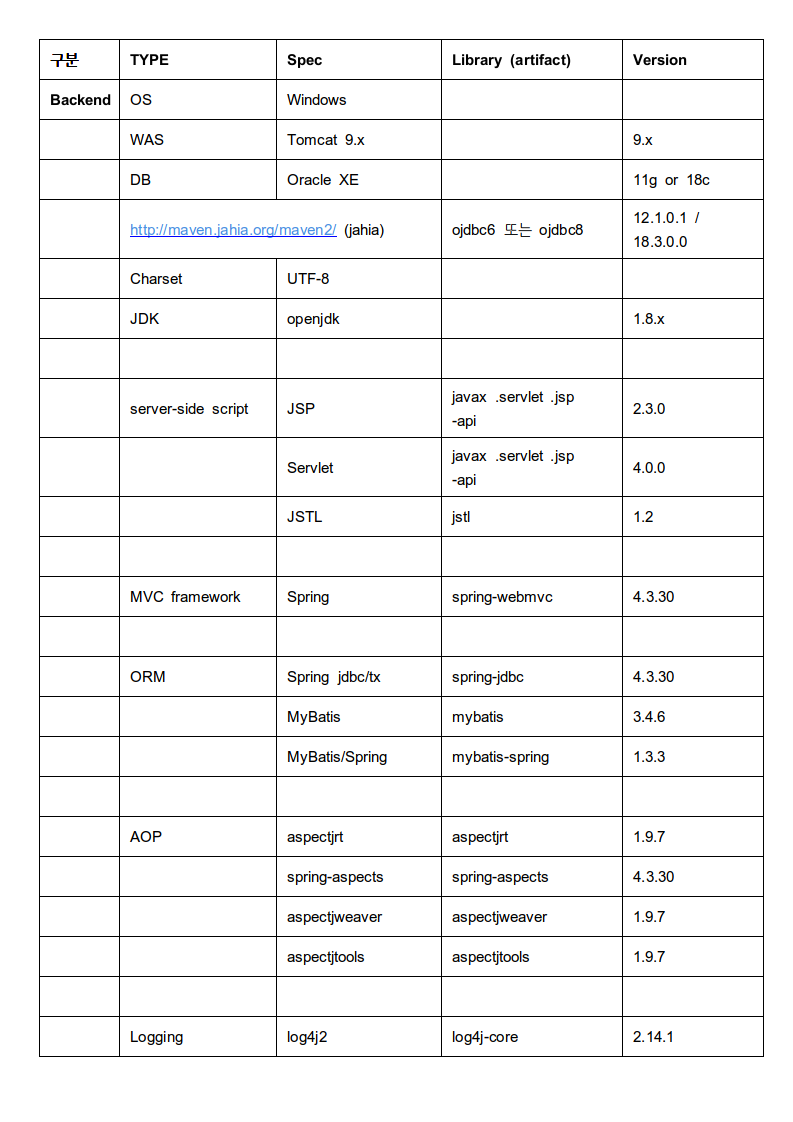 구분 TYPE Spec Library (artifact) Version
Backend OS Windows
WAS Tomcat 9.x 9.x
DB Oracle XE 11g or 18c
http://maven.jahia.org/maven2/ (jahia) ojdbc6 또는 ojdbc8 12.1.0.1 /
18.3.0.0
Charset UTF-8
JDK openjdk 1.8.x
server-side script JSP javax .servlet .jsp
-api 2.3.0
Servlet javax .servlet .jsp
-api 4.0.0
JSTL jstl 1.2
MVC framework Spring spring-webmvc 4.3.30
ORM Spring jdbc/tx spring-jdbc 4.3.30
MyBatis mybatis 3.4.6
MyBatis/Spring mybatis-spring 1.3.3
AOP aspectjrt aspectjrt 1.9.7
spring-aspects spring-aspects 4.3.30
aspectjweaver aspectjweaver 1.9.7
aspectjtools aspectjtools 1.9.7
Logging log4j2 log4j-core 2.14.1